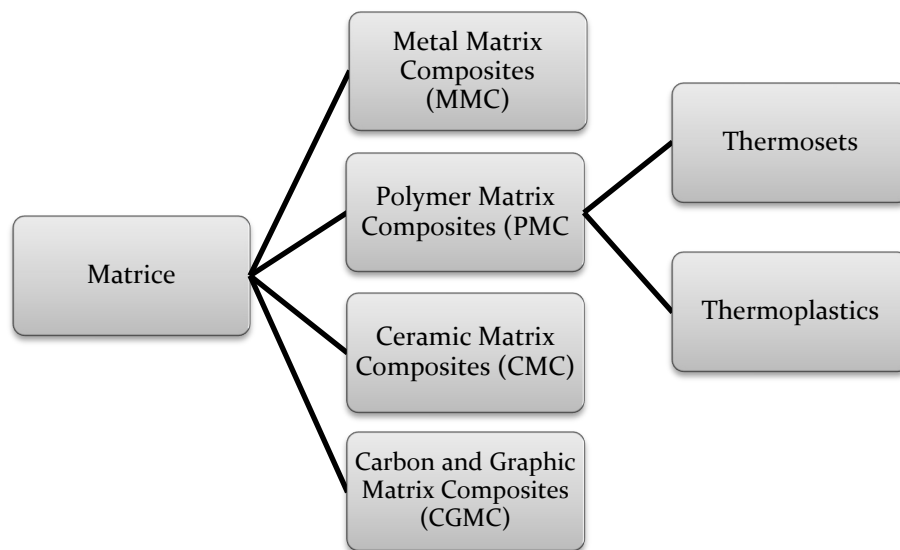 Matrice
Metal Matrix
Composites
(MMC)
Polymer Matrix
Composites (PMC
Ceramic Matrix
Composites (CMC)
Carbon and Graphic
Matrix Composites
(CGMC)
Thermosets
Thermoplastics